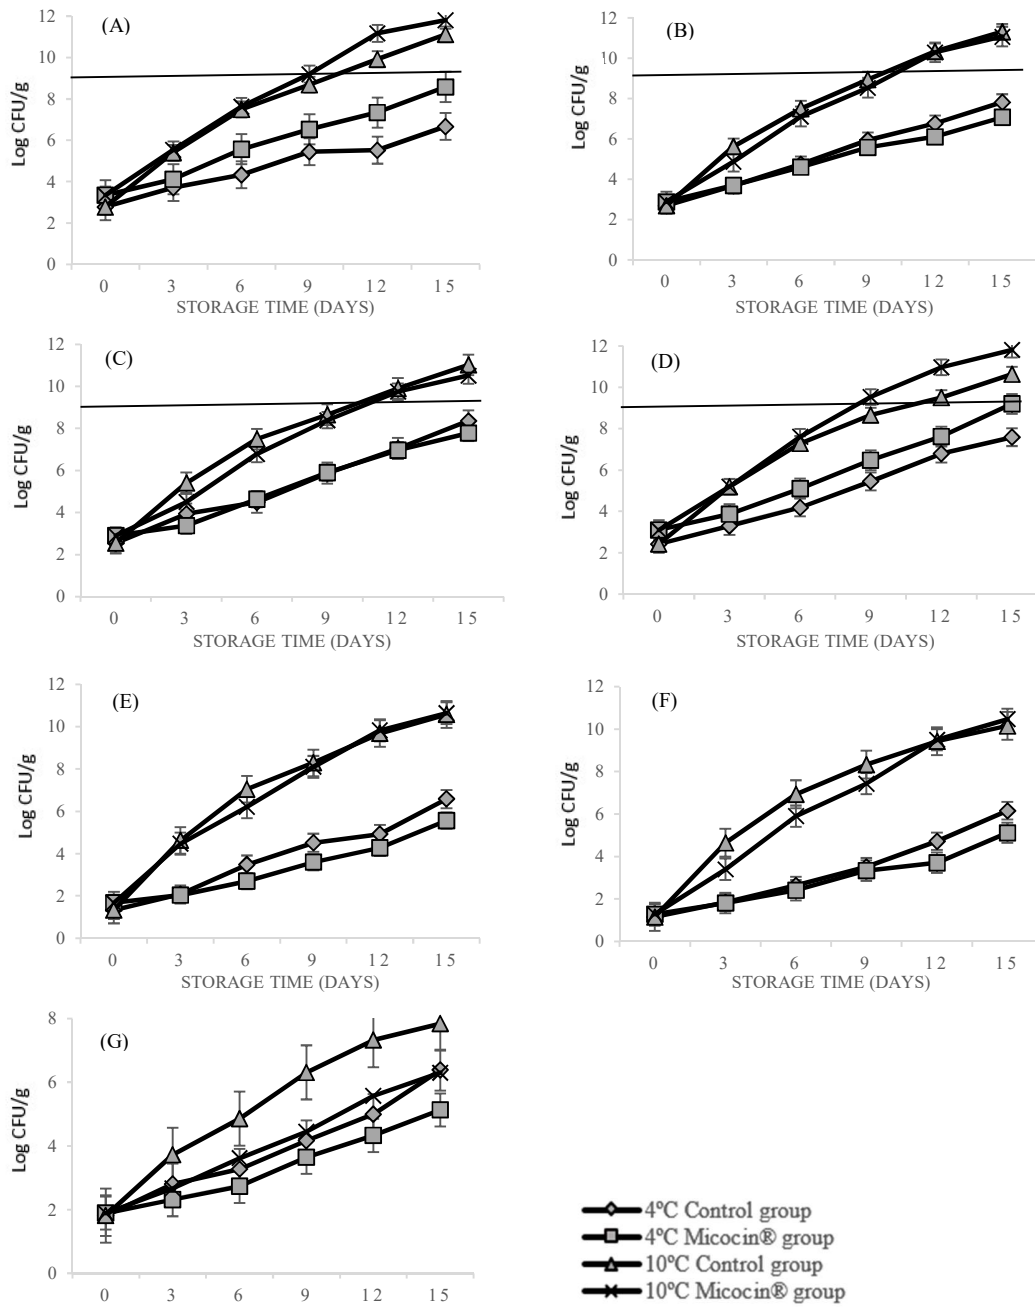 (A)
Log CFU/g
12
10
8
6
4
2
0
0 3 6 9 12 15
STORAGE TIME (DAYS)
(B)
Log CFU/g
12
10
8
6
4
2
0
0 3 6 9 12 15
STORAGE TIME (DAYS)
(C)
Log CFU/g
12
10
8
6
4
2
0
0 3 6 9 12 15
STORAGE TIME (DAYS)
(D)
Log CFU/g
12
10
8
6
4
2
0
0 3 6 9 12 15
STORAGE TIME (DAYS)
(E)
Log CFU/g
12
10
8
6
4
2
0
0 3 6 9 12 15
STORAGE TIME (DAYS)
(F)
Log CFU/g
12
10
8
6
4
2
0
0 3 6 9 12 15
STORAGE TIME (DAYS)
(G)
Log CFU/g
8
6
4
2
0
0 3 6 9 12 15
4ºC Control group
4ºC Micocin® group
10ºC Control group
10ºC Micocin® group